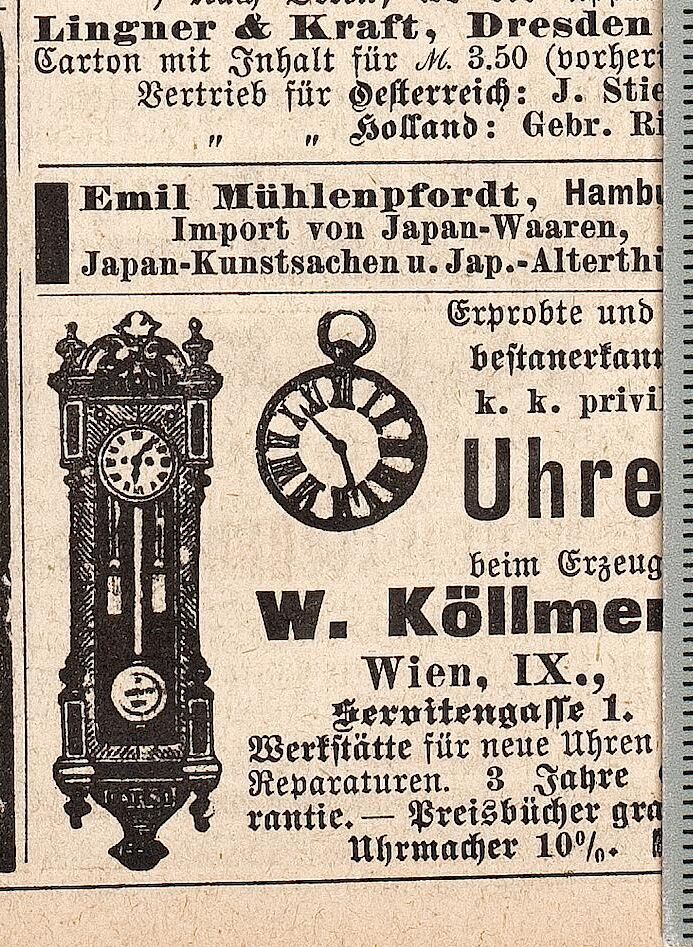 Lingner & Kraft, Dresden
Carton mit Inhalt für M. 3.50 (vorheri
Vertrieb für Oesterreich: J. Stie
" " Holland: Gebr. Ri
Emil Mühlenpfordt, Hambu
Import von Japan-Waaren,
Japan-Kunstsachen u. Jap.-Alterthü
Erprobte und
bestanerkann
k. k. privil
Uhre
beim Erzeug
W. Köllmer
Wien, IX.,
Servitengasse 1.
Werkstätte für neue Uhren
Reparaturen. 3 Jahre
rantie. — Preisbücher gra
Uhrmacher 10%.